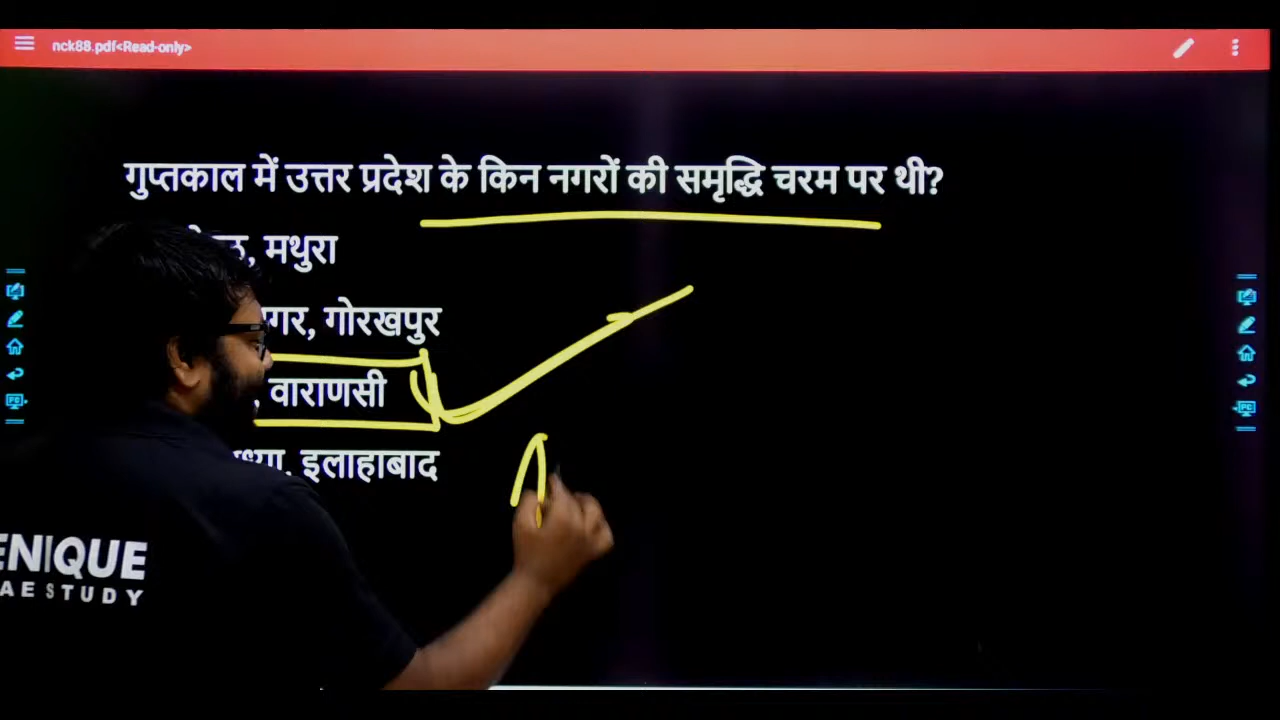 nck88.pdf<Read-only>
गुप्तकाल में उत्तर प्रदेश के किन नगरों की समृद्धि चरम पर थी?
मथुरा
गोरखपुर
वाराणसी
इलाहाबाद
ENIQUE
AE STUDY